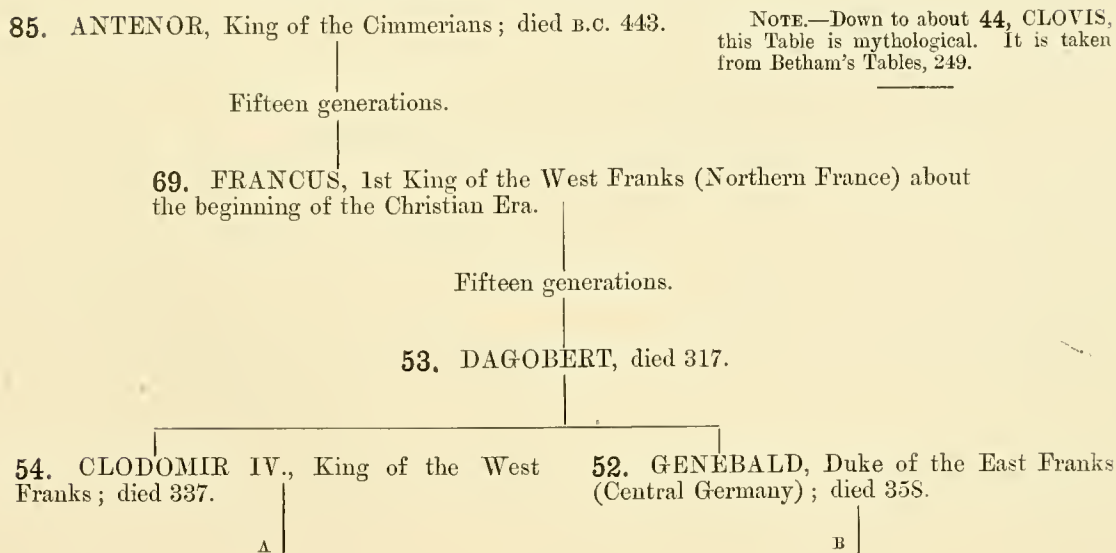 85. ANTENOR, King of the Cimmerians; died B.C. 443.
NOTE.—Down to about 44, CLOVIS,
this Table is mythological. It is taken
from Betham's Tables, 249.
Fifteen generations.
69. FRANCUS, 1st King of the West Franks (Northern France) about
the beginning of the Christian Era.
Fifteen generations.
53. DAGOBERT, died 317.
54. CLODOMIR IV., King of the West
Franks; died 337.
52. GENEBALD, Duke of the East Franks
(Central Germany); died 358.
A
B